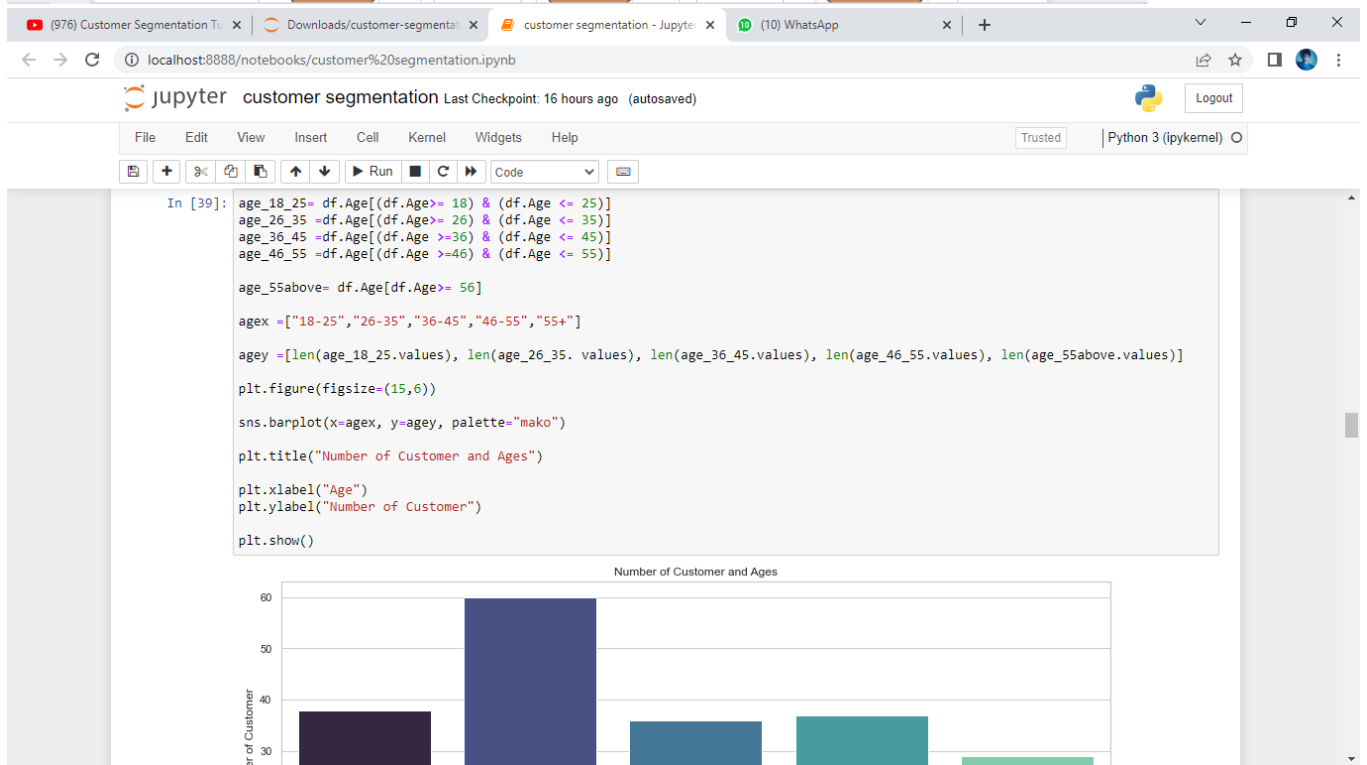 (976) Customer Segmentation Tu
Downloads/customer-segmentat
customer segmentation - Jupyter
10 (10) WhatsApp
localhost:8888/notebooks/customer%20segmentation.ipynb
jupyter customer segmentation Last Checkpoint: 16 hours ago (autosaved)
Logout
File Edit View Insert Cell Kernel Widgets Help
Trusted
Python 3 (ipykernel)
Run
Code
In [39]: age_18_25= df.Age[(df.Age>= 18) & (df.Age <= 25)]
age_26_35 =df.Age[(df.Age>= 26) & (df.Age <= 35)]
age_36_45 =df.Age[(df.Age >=36) & (df.Age <= 45)]
age_46_55 =df.Age[(df.Age >=46) & (df.Age <= 55)]
age_55above= df.Age[df.Age>= 56]
agex =["18-25","26-35","36-45","46-55","55+"]
agey =[len(age_18_25.values), len(age_26_35. values), len(age_36_45.values), len(age_46_55.values), len(age_55above.values)]
plt.figure(figsize=(15,6))
sns.barplot(x=agex, y=agey, palette="mako")
plt.title("Number of Customer and Ages")
plt.xlabel("Age")
plt.ylabel("Number of Customer")
plt.show()
Number of Customer and Ages
60
50
40
30
er of Customer